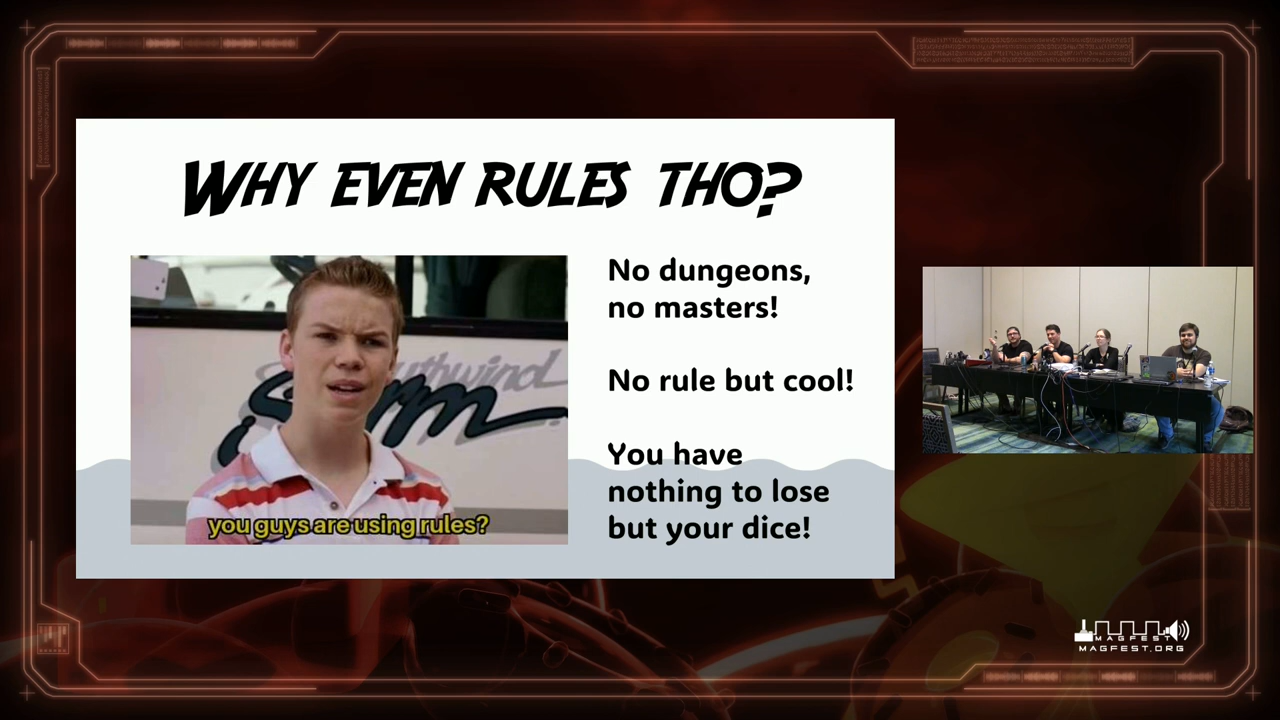 WHY EVEN RULES THO?
No dungeons,
no masters!
No rule but cool!
You have
nothing to lose
but your dice!
you guys are using rules?
MAGFEST
MAGFEST.ORG